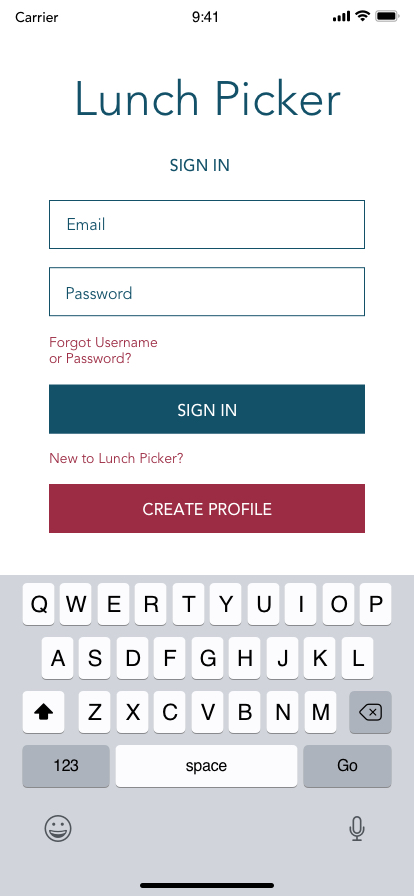 Carrier 9:41
Lunch Picker
SIGN IN
Email
Password
Forgot Username
or Password?
SIGN IN
New to Lunch Picker?
CREATE PROFILE
Q W E R T Y U I O P
A S D F G H J K L
Z X C V B N M
123 space Go